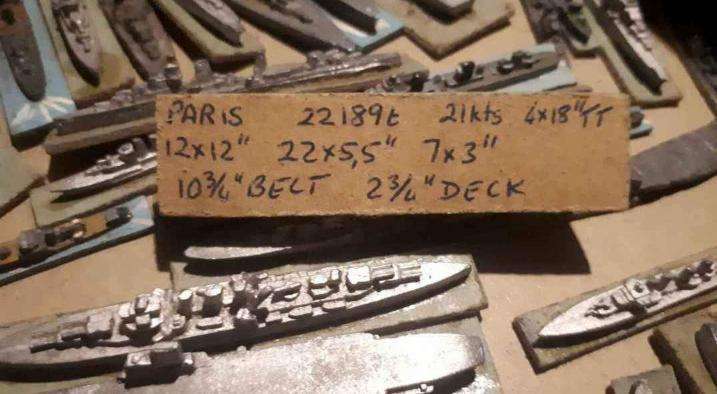 PARIS 22189t 21kts 4x18" TT
12x12" 22x5,5" 7x3"
10¾" BELT 2¾" DECK